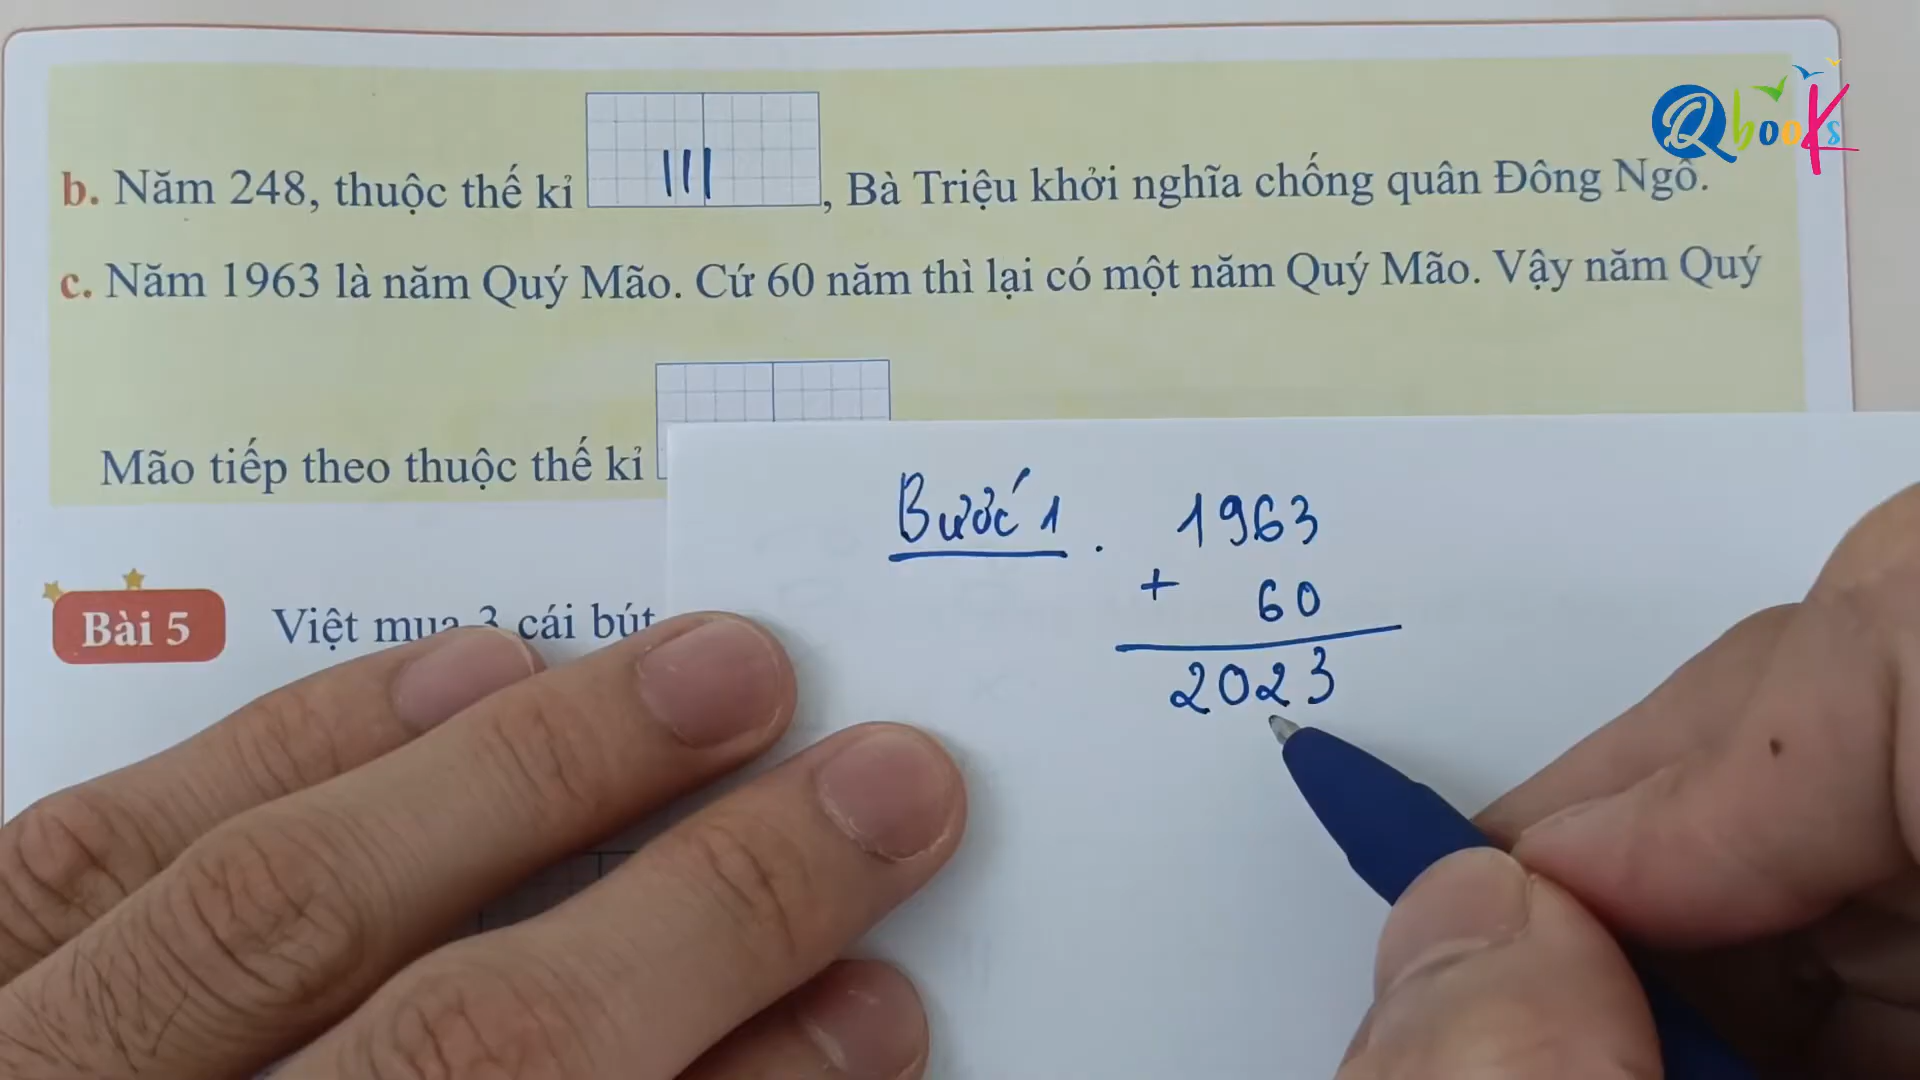 Qbooks
b. Năm 248, thuộc thế kỉ III, Bà Triệu khởi nghĩa chống quân Đông Ngô.
c. Năm 1963 là năm Quý Mão. Cứ 60 năm thì lại có một năm Quý Mão. Vậy năm Quý
Mão tiếp theo thuộc thế kỉ
Bước 1. 1963
+ 60
2023
Bài 5 Việt mua 3 cái bút